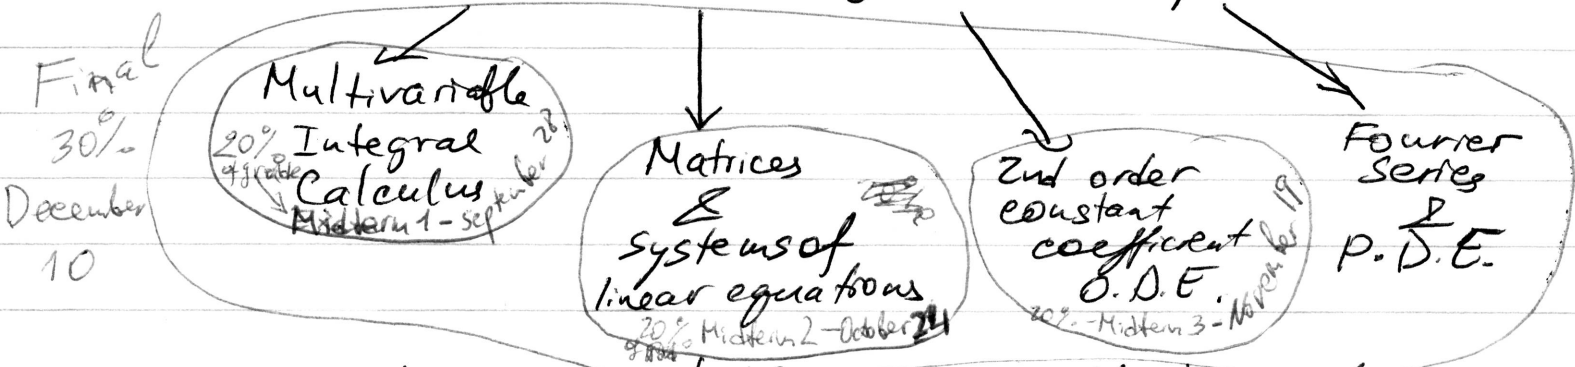 Final
30%
December
10
Multivariable
Integral
Calculus
20%
of grade
Midterm 1 - September 28.
Matrices
&
systems of
linear equations
20%
Midterm 2 - October 24
2nd order
constant
coefficient
O.D.E.
20% - Midterm 3 - November 19.
Fourier
series
&
P.D.E.